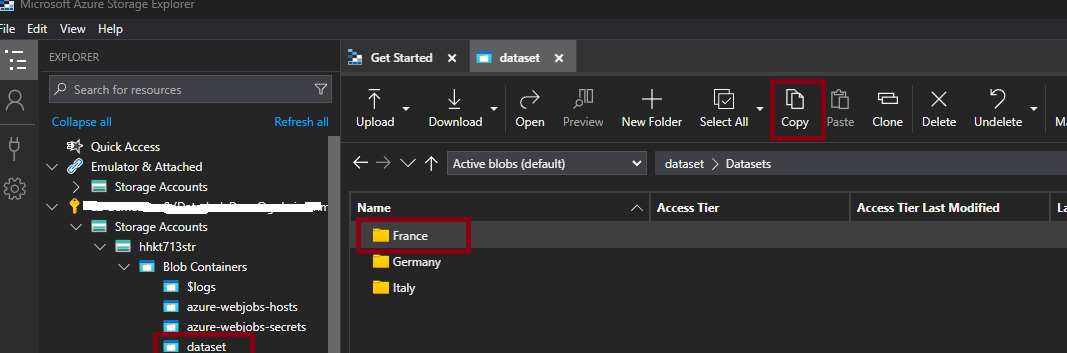 Microsoft Azure Storage Explorer
File Edit View Help
EXPLORER
Search for resources
Collapse all Refresh all
Quick Access
Emulator & Attached
Storage Accounts
Storage Accounts
hhkt713str
Blob Containers
$logs
azure-webjobs-hosts
azure-webjobs-secrets
dataset
Get Started dataset
Upload Download Open Preview New Folder Select All Copy Paste Clone Delete Undelete
Active blobs (default) dataset > Datasets
Name Access Tier Access Tier Last Modified
France
Germany
Italy